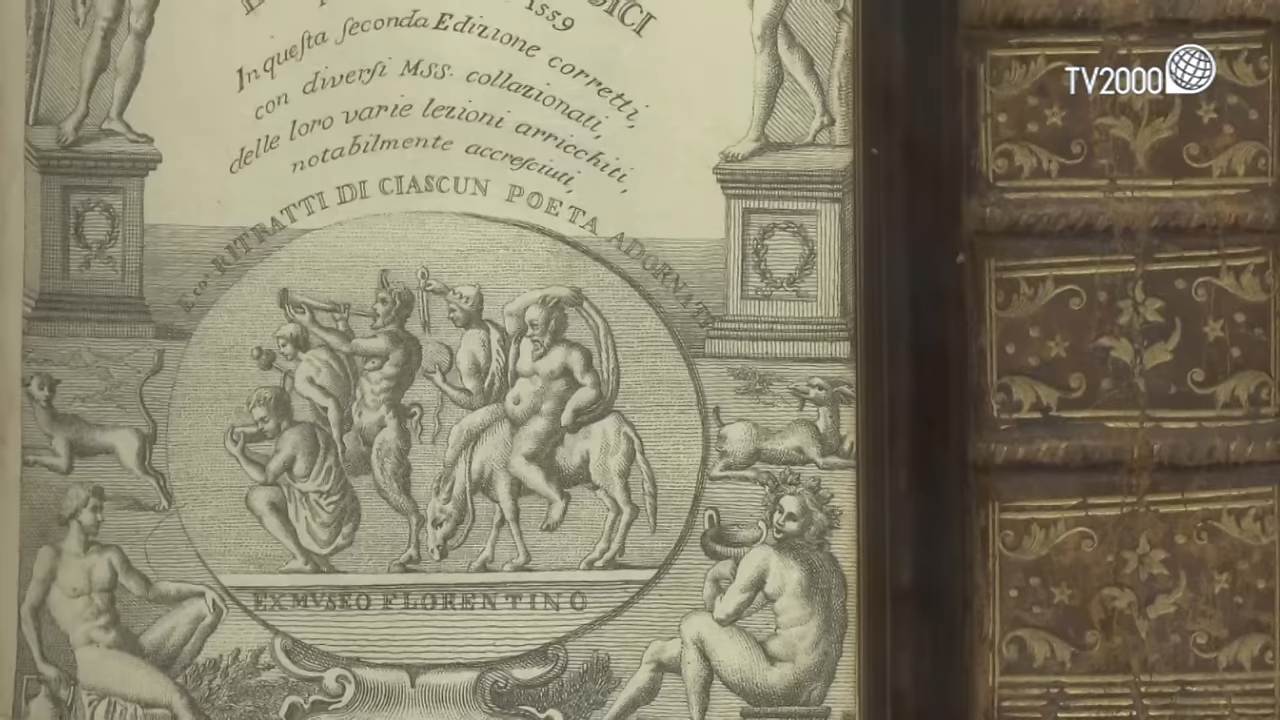 1559
In questa seconda Edizione corretti,
con diversi MSS. collazionati,
delle loro varie lezioni arricchiti,
notabilmente accresciuti,
E cõ RITRATTI DI CIASCUN POETA ADORNATI
EX MVSEO FLORENTINO
TV2000